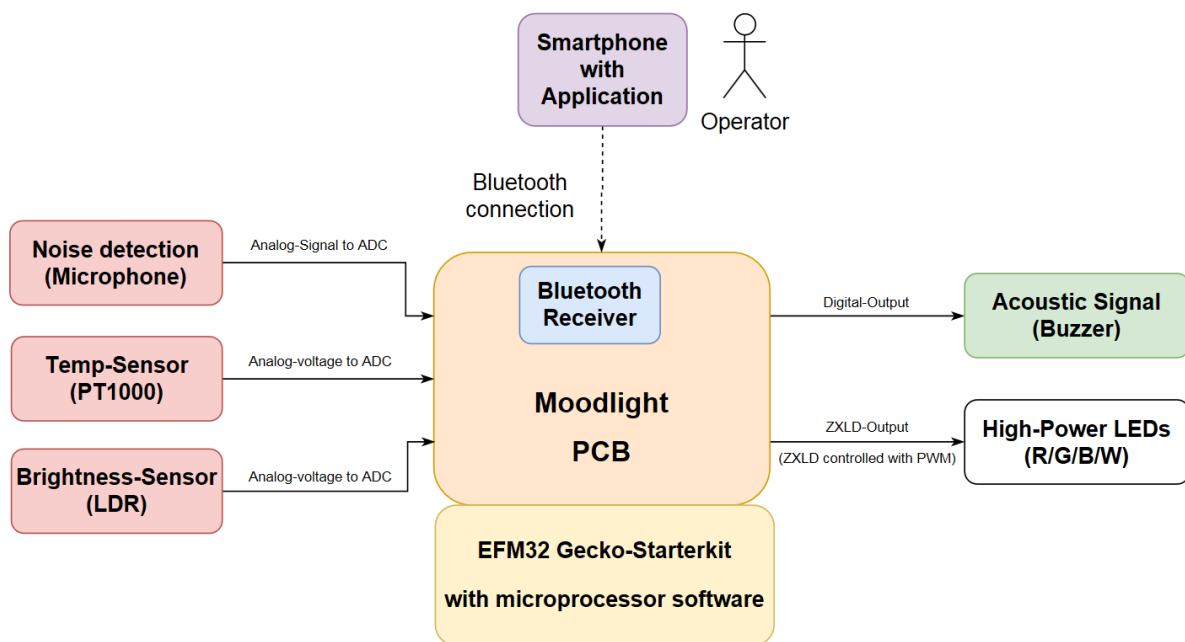 Smartphone
with
Application
Operator
Bluetooth
connection
Noise detection
(Microphone)
Analog-Signal to ADC
Temp-Sensor
(PT1000)
Analog-voltage to ADC
Brightness-Sensor
(LDR)
Analog-voltage to ADC
Bluetooth
Receiver
Moodlight
PCB
EFM32 Gecko-Starterkit
with microprocessor software
Digital-Output
Acoustic Signal
(Buzzer)
ZXLD-Output
(ZXLD controlled with PWM)
High-Power LEDs
(R/G/B/W)